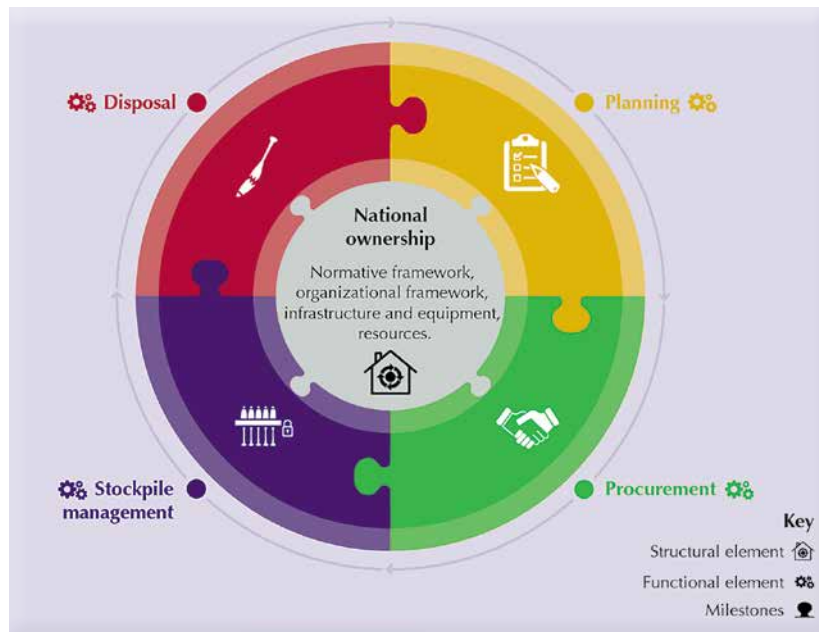 Disposal
Planning
National
ownership
Normative framework,
organizational framework,
infrastructure and equipment,
resources.
Stockpile
management
Procurement
Key
Structural element
Functional element
Milestones